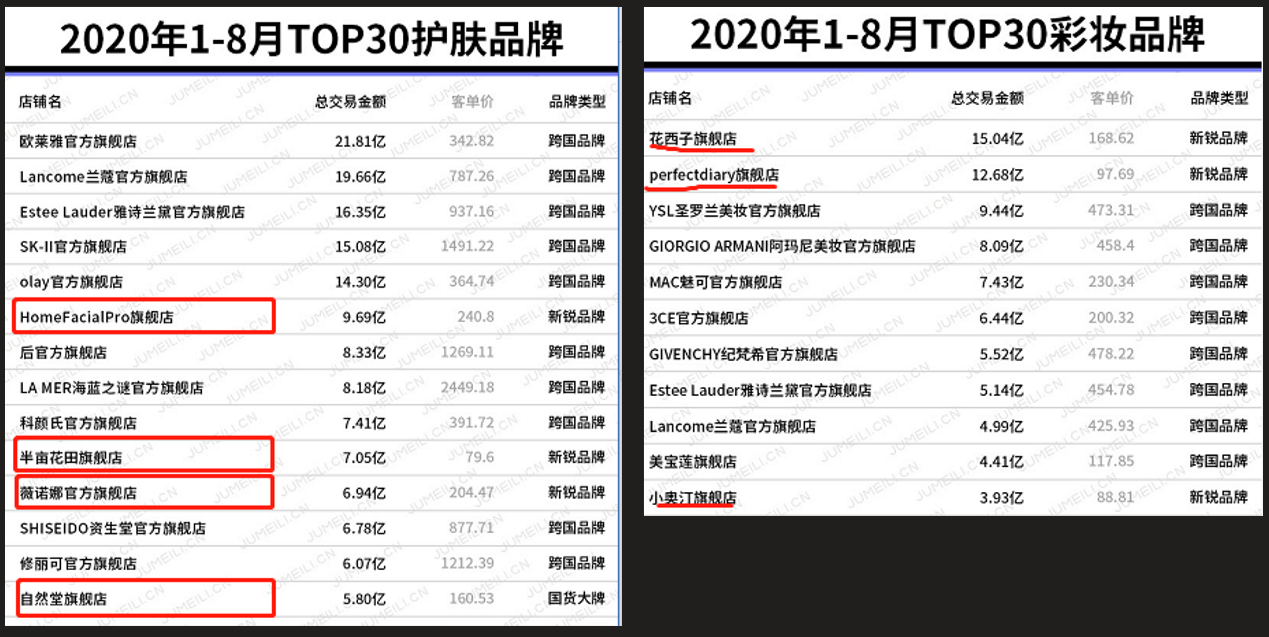 2020年1-8月TOP30护肤品牌
店铺名 总交易金额 客单价 品牌类型
欧莱雅官方旗舰店 21.81亿 342.82 跨国品牌
Lancome兰蔻官方旗舰店 19.66亿 787.26 跨国品牌
Estee Lauder雅诗兰黛官方旗舰店 16.35亿 937.16 跨国品牌
SK-II官方旗舰店 15.08亿 1491.22 跨国品牌
olay官方旗舰店 14.30亿 364.74 跨国品牌
HomeFacialPro旗舰店 9.69亿 240.8 新锐品牌
后官方旗舰店 8.33亿 1269.11 跨国品牌
LA MER海蓝之谜官方旗舰店 8.18亿 2449.18 跨国品牌
科颜氏官方旗舰店 7.41亿 391.72 跨国品牌
半亩花田旗舰店 7.05亿 79.6 新锐品牌
薇诺娜官方旗舰店 6.94亿 204.47 新锐品牌
SHISEIDO资生堂官方旗舰店 6.78亿 877.71 跨国品牌
修丽可官方旗舰店 6.07亿 1212.39 跨国品牌
自然堂旗舰店 5.80亿 160.53 国货大牌
2020年1-8月TOP30彩妆品牌
店铺名 总交易金额 客单价 品牌类型
花西子旗舰店 15.04亿 168.62 新锐品牌
perfectdiary旗舰店 12.68亿 97.69 新锐品牌
YSL圣罗兰美妆官方旗舰店 9.44亿 473.31 跨国品牌
GIORGIO ARMANI阿玛尼美妆官方旗舰店 8.09亿 458.4 跨国品牌
MAC魅可官方旗舰店 7.43亿 230.34 跨国品牌
3CE官方旗舰店 6.44亿 200.32 跨国品牌
GIVENCHY纪梵希官方旗舰店 5.52亿 478.22 跨国品牌
Estee Lauder雅诗兰黛官方旗舰店 5.14亿 454.78 跨国品牌
Lancome兰蔻官方旗舰店 4.99亿 425.93 跨国品牌
美宝莲旗舰店 4.41亿 117.85 跨国品牌
小奥汀旗舰店 3.93亿 88.81 新锐品牌
JUMEILI.CN